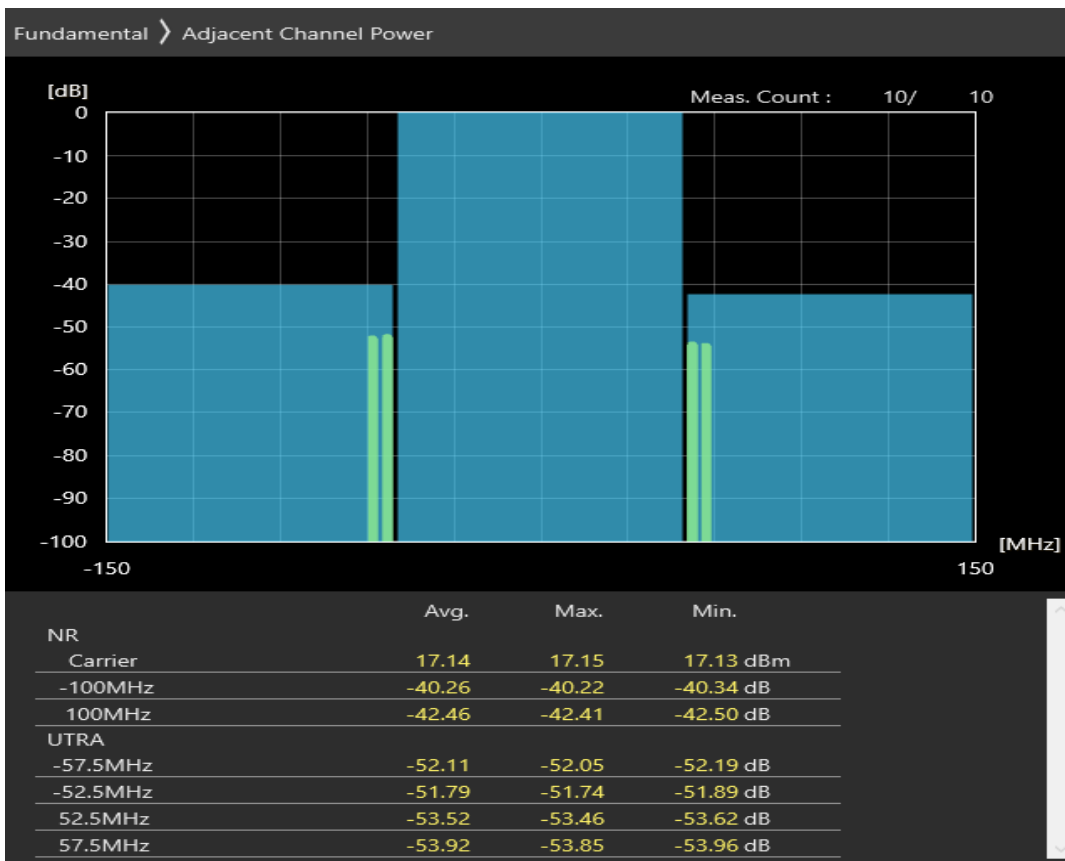 Fundamental 〉 Adjacent Channel Power
[dB]
Meas. Count : 10/ 10
0
-10
-20
-30
-40
-50
-60
-70
-80
-90
-100
[MHz]
-150 150
Avg. Max. Min.
NR
Carrier 17.14 17.15 17.13 dBm
-100MHz -40.26 -40.22 -40.34 dB
100MHz -42.46 -42.41 -42.50 dB
UTRA
-57.5MHz -52.11 -52.05 -52.19 dB
-52.5MHz -51.79 -51.74 -51.89 dB
52.5MHz -53.52 -53.46 -53.62 dB
57.5MHz -53.92 -53.85 -53.96 dB